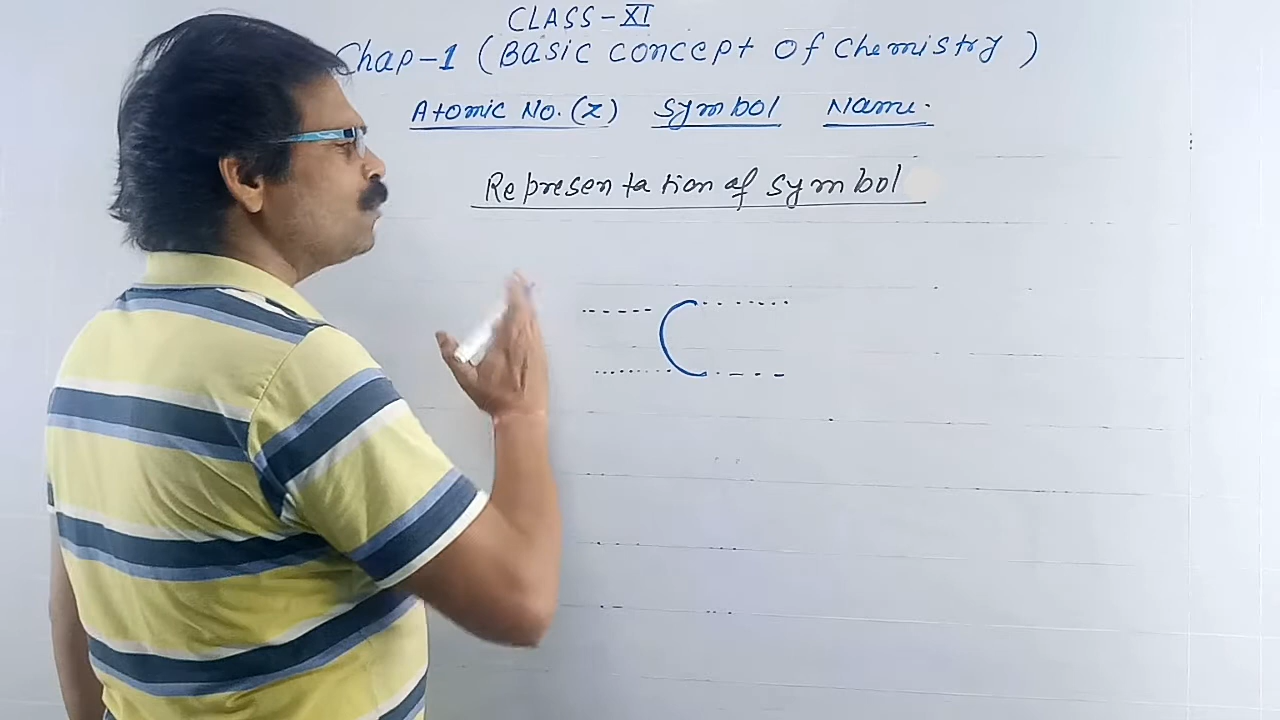 CLASS-XI
Chap-1 (Basic concept of chemistry)
Atomic No.(z) Symbol Name.
Representation of symbol
C